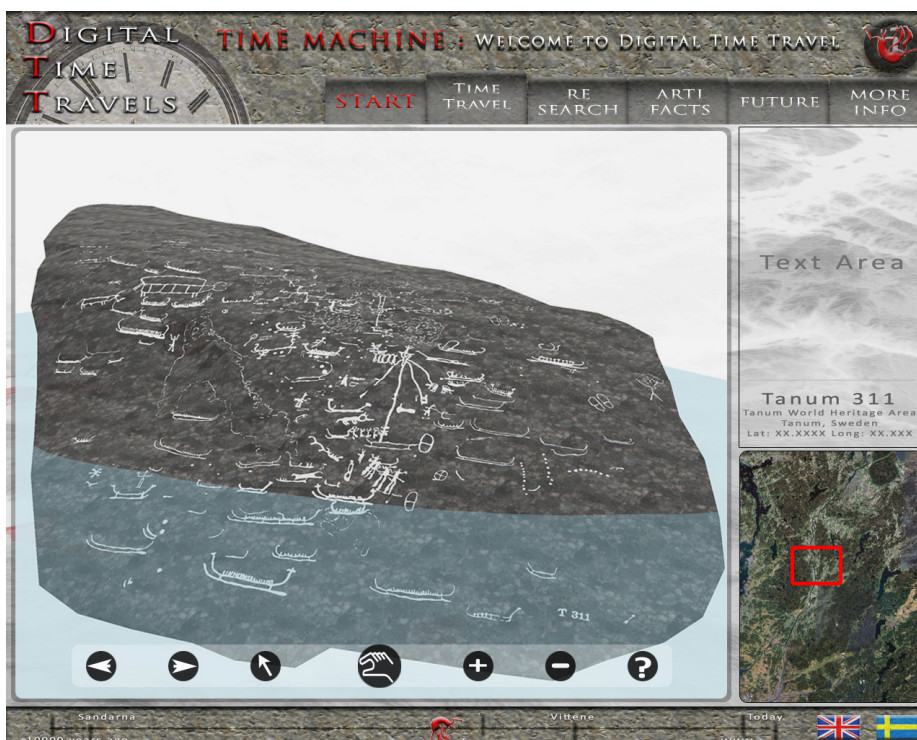 DIGITAL
TIME
TRAVELS
TIME MACHINE : WELCOME TO DIGITAL TIME TRAVEL
START
TIME
TRAVEL
RE
SEARCH
ARTI
FACTS
FUTURE
MORE
INFO
Text Area
Tanum 311
Tanum World Heritage Area
Tanum, Sweden
Lat: XX.XXXX Long: XX.XXX
T 311
?
Sandarna
Vittene
Today